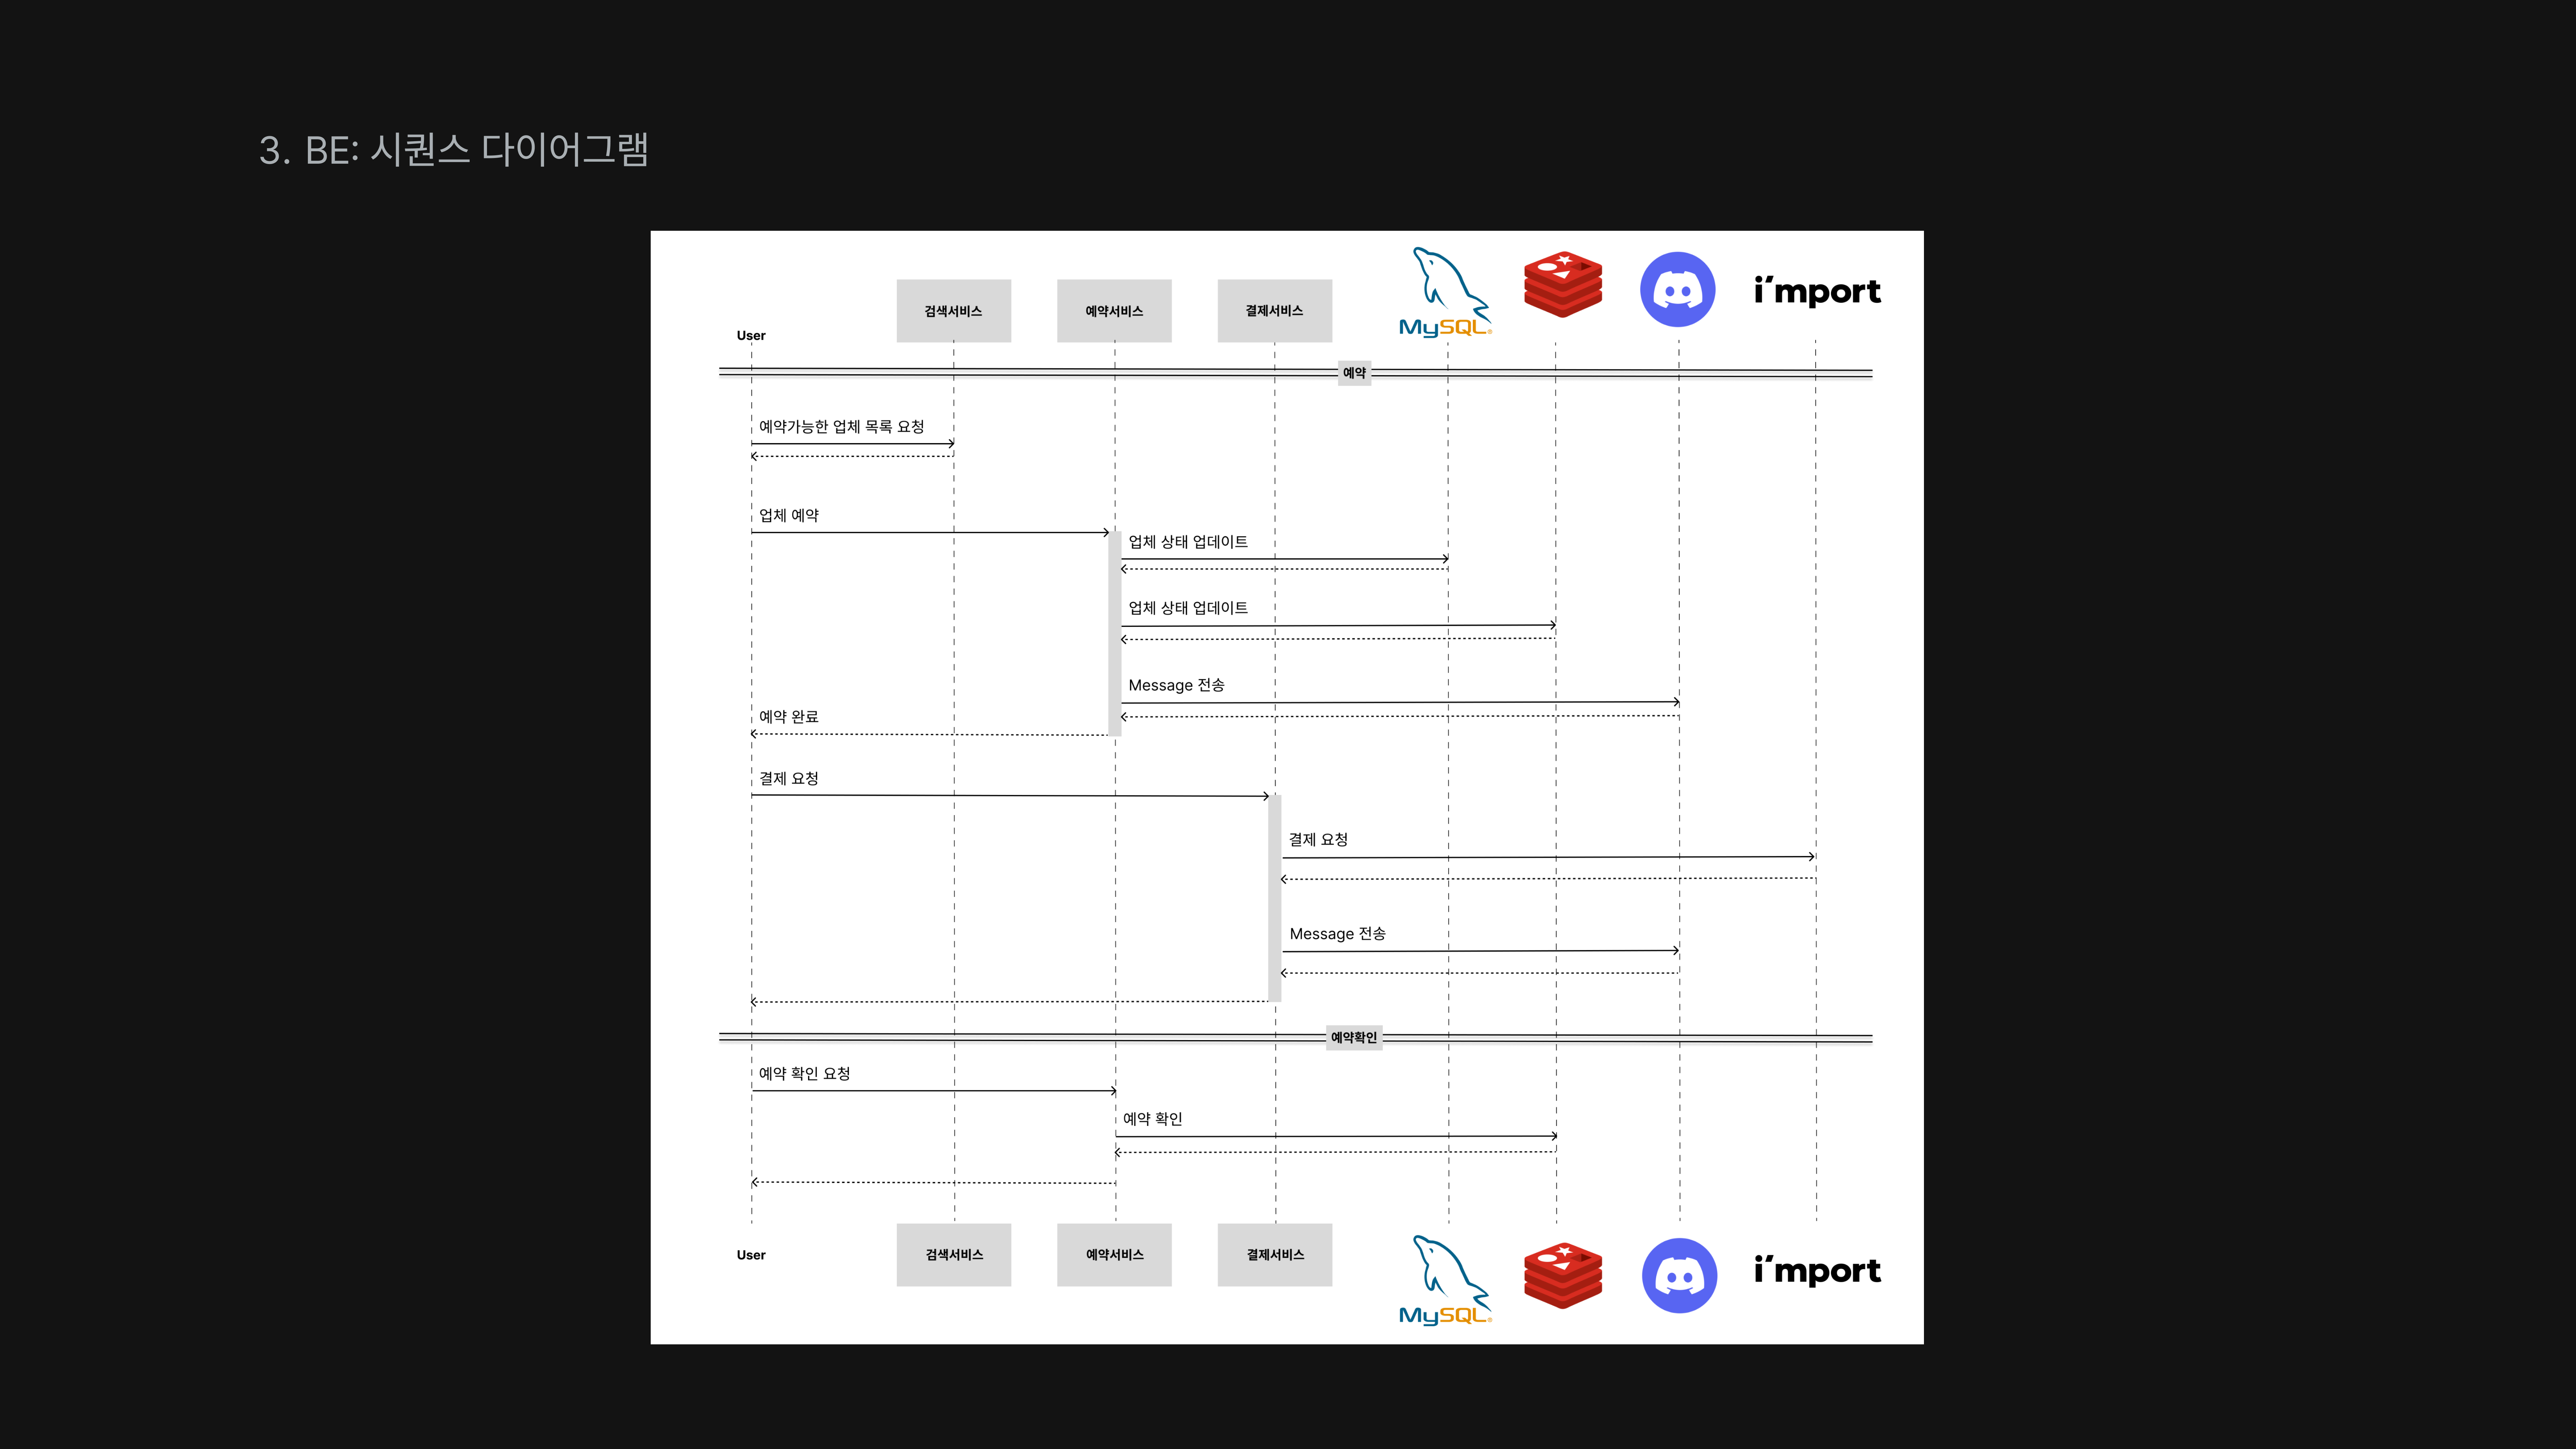 3. BE: 시퀀스 다이어그램
User
검색서비스
예약서비스
결제서비스
MySQL®
i'mport
예약
예약가능한 업체 목록 요청
업체 예약
업체 상태 업데이트
업체 상태 업데이트
Message 전송
예약 완료
결제 요청
결제 요청
Message 전송
예약확인
예약 확인 요청
예약 확인
User
검색서비스
예약서비스
결제서비스
MySQL®
i'mport